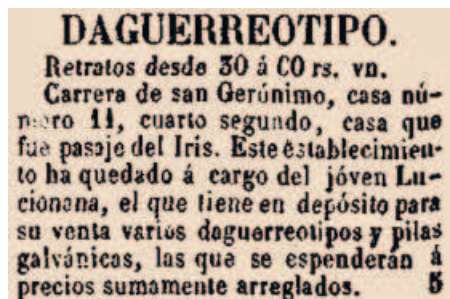 DAGUERREOTIPO.
Retratos desde 30 á CO rs. vn.
Carrera de san Gerónimo, casa nú-
mero 11, cuarto segundo, casa que
fue pasaje del Iris. Este establecimien-
to ha quedado á cargo del jóven Lu-
cionana, el que tiene en depósito para
su venta varios daguerreotipos y pilas
galvánicas, las que se espenderán á
precios sumamente arreglados. 5